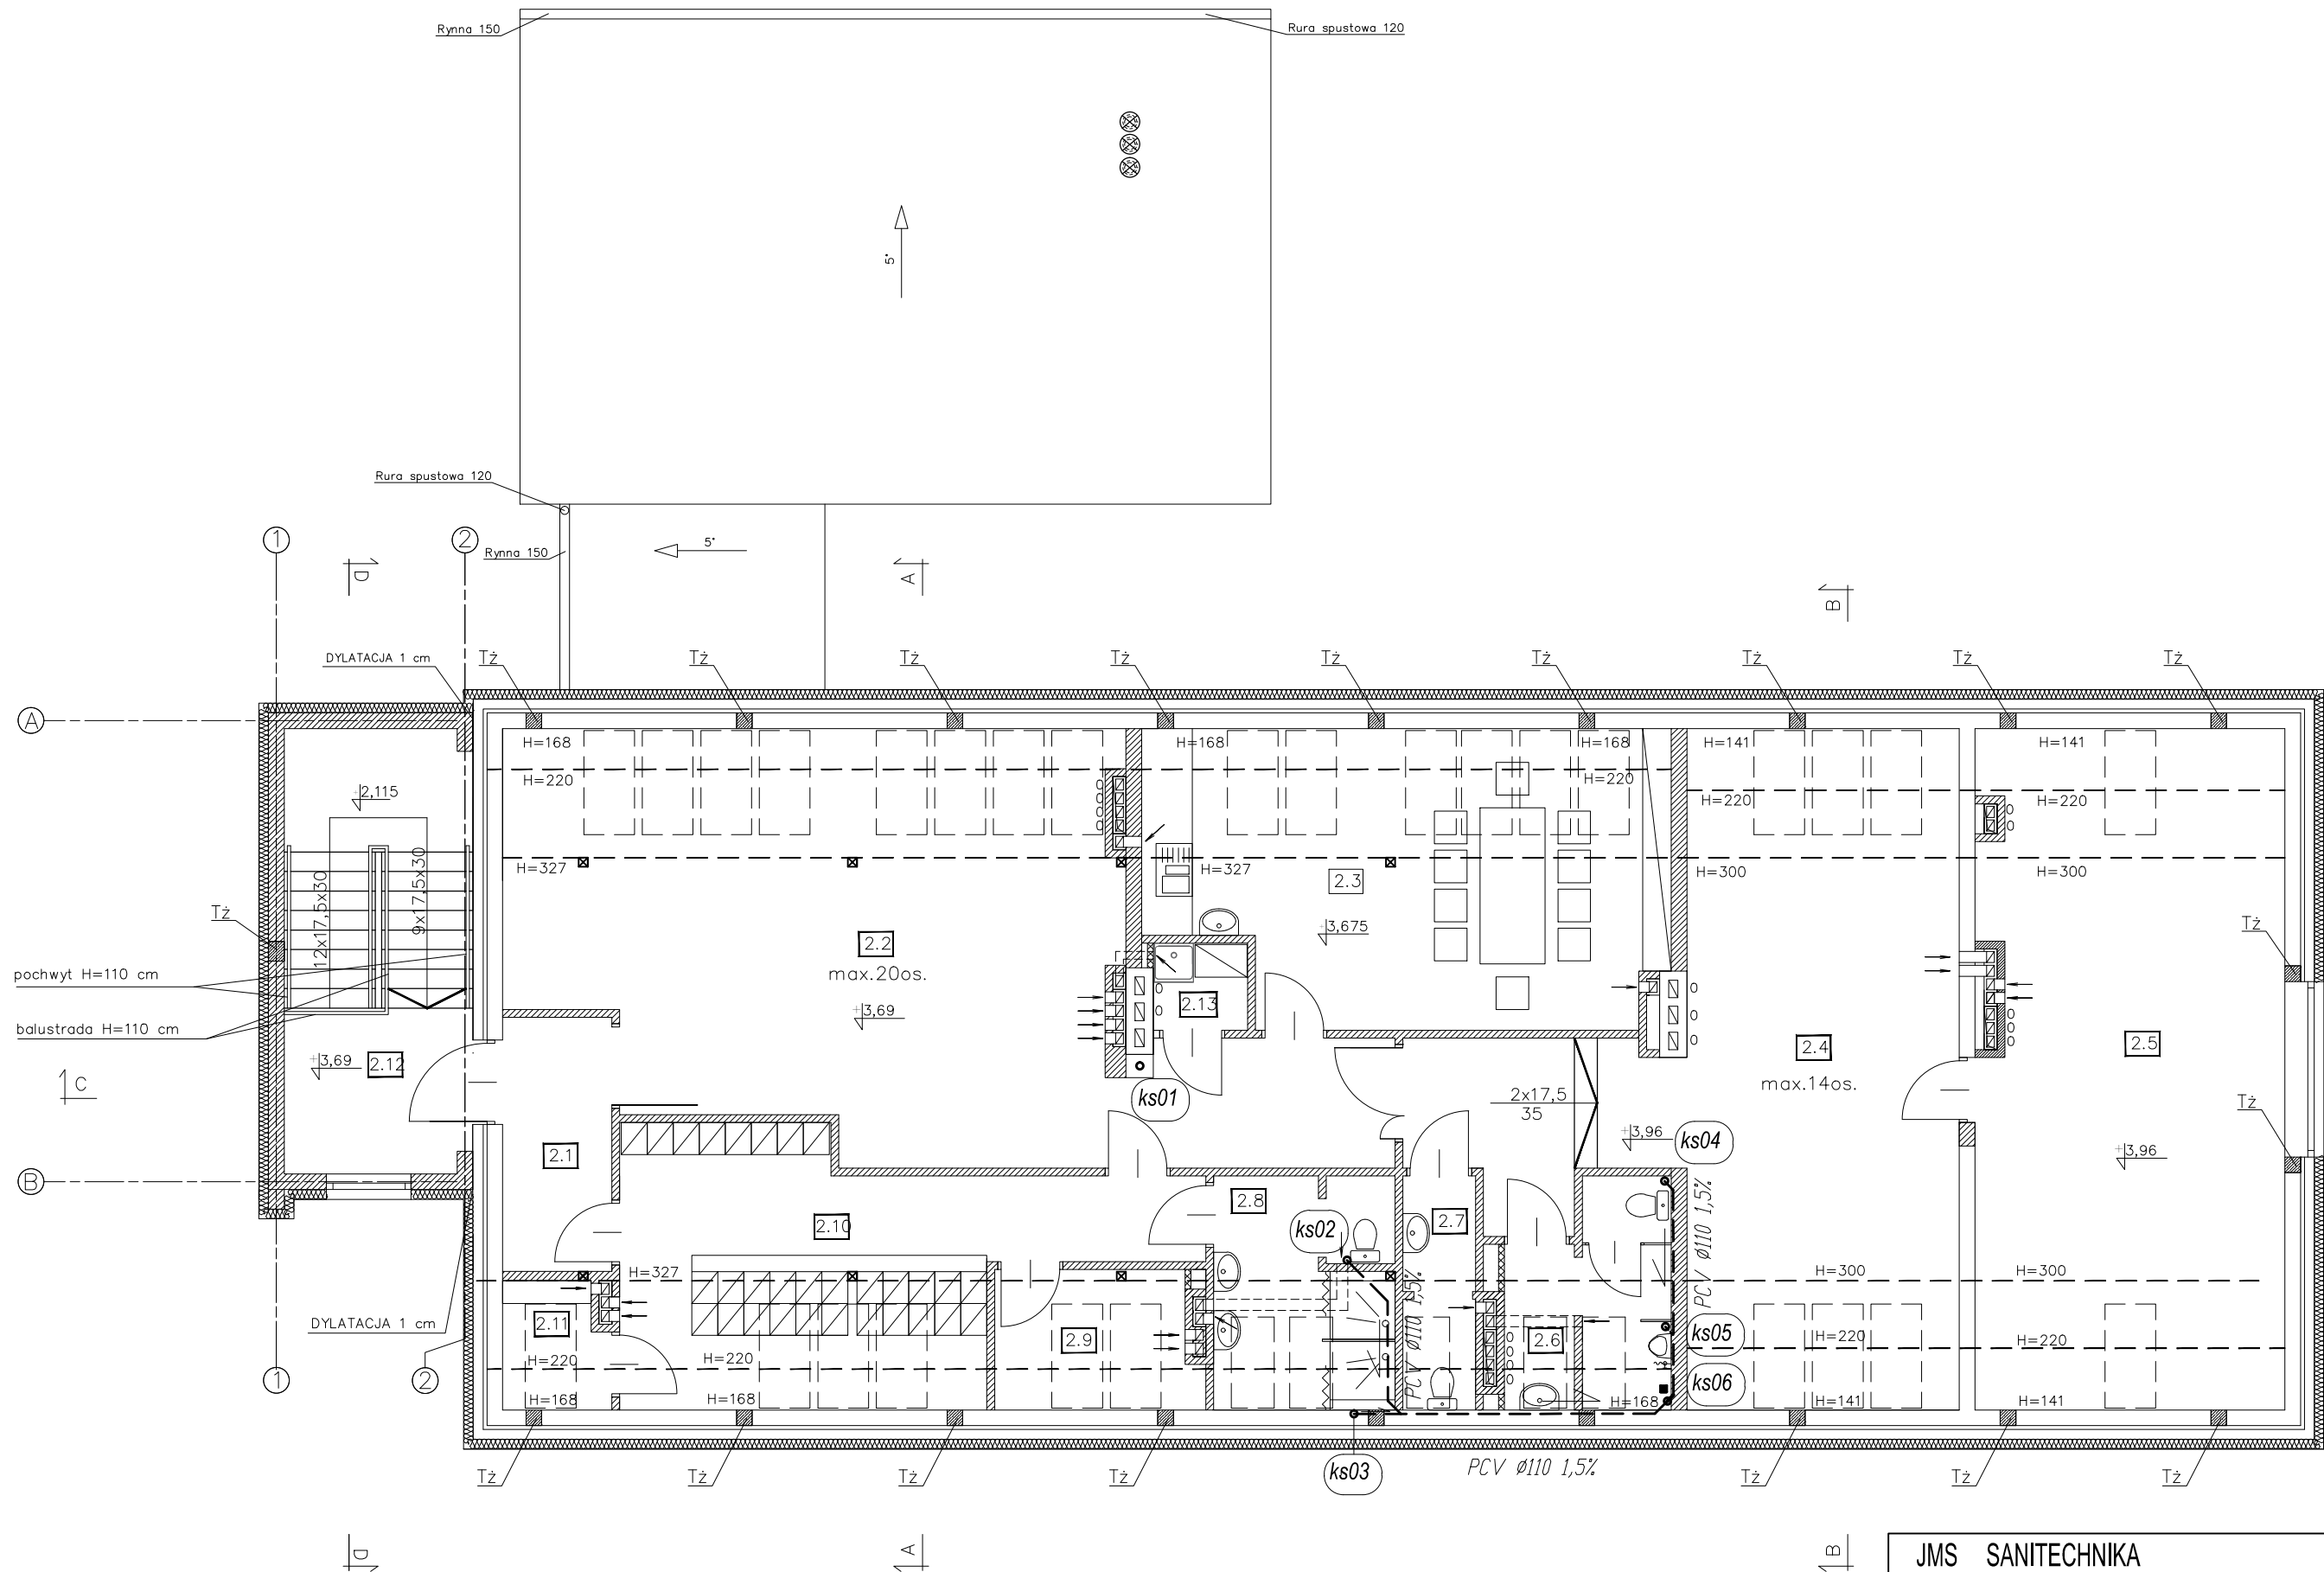 Rynna 150
Rura spustowa 120
5°
Rura spustowa 120
Rynna 150
5°
1
2
D
A
B
DYLATACJA 1 cm
Tż
Tż
Tż
Tż
Tż
Tż
Tż
Tż
Tż
A
H=168
H=168
H=168
H=141
H=141
H=220
H=220
H=220
H=220
+2,115
H=327
H=327
H=300
H=300
12x17,5x30
9x17,5x30
2.3
Tż
+3,675
Tż
2.2
max.20os.
pochwyt H=110 cm
2.13
+3,69
balustrada H=110 cm
2.12
+3,69
2.4
2.5
max.14os.
C
ks01
2x17,5
35
Tż
+3,96
ks04
+3,96
2.1
B
2.8
2.7
2.10
ks02
PCV ø110 1,5%
H=327
H=300
H=300
PCV ø110 1,5%
DYLATACJA 1 cm
2.11
2.9
2.6
ks05
H=220
H=220
H=220
H=220
1
2
ks06
H=168
H=168
H=168
H=141
H=141
Tż
Tż
Tż
Tż
ks03
PCV ø110 1,5%
Tż
Tż
Tż
D
A
B
JMS SANITECHNIKA